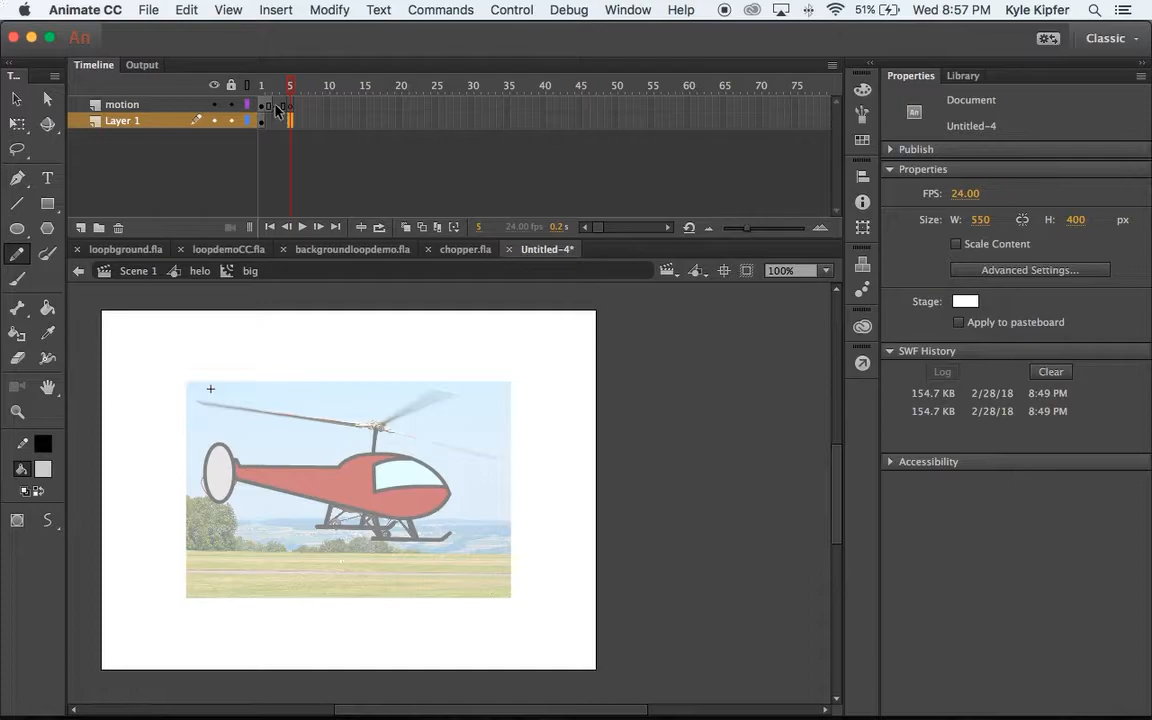 Animate CC File Edit View Insert Modify Text Commands Control Debug Window Help 51% Wed 8:57 PM Kyle Kipfer
An Classic
T... Timeline Output Properties Library
1 5 10 15 20 25 30 35 40 45 50 55 60 65 70 75
motion
Layer 1
Document
An Untitled-4*
Publish
Properties
FPS: 24.00
Size: W: 550 H: 400 px
Scale Content
Advanced Settings...
Stage:
Apply to pasteboard
SWF History
Log Clear
154.7 KB 2/28/18 8:49 PM
154.7 KB 2/28/18 8:49 PM
Accessibility
5 24.00 fps 0.2 s
loopbground.fla loopdemoCC.fla backgroundloopdemo.fla chopper.fla Untitled-4*
Scene 1 helo big 100%